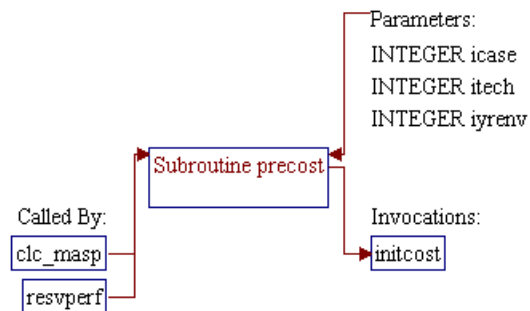 Parameters:
INTEGER icase
INTEGER itech
INTEGER iyrenv
Subroutine precost
Called By:
clc_masp
resvperf
Invocations:
initcost